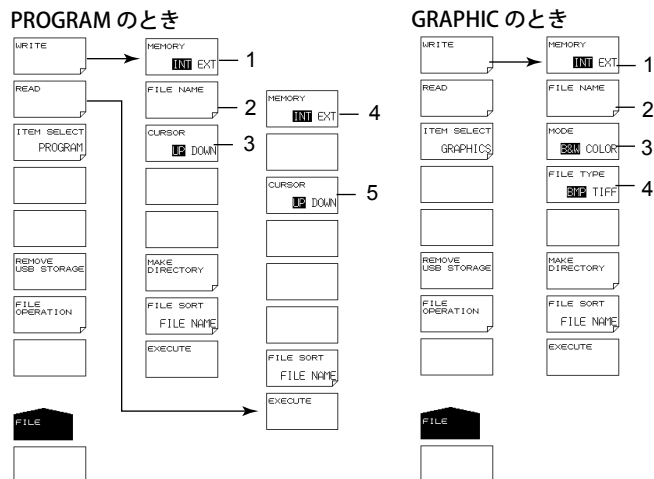 PROGRAM のとき
WRITE
READ
ITEM SELECT
PROGRAM
REMOVE
USB STORAGE
FILE
OPERATION
FILE
MEMORY
INT EXT
1
FILE NAME
2
CURSOR
UP DOWN
3
MAKE
DIRECTORY
FILE SORT
FILE NAME
EXECUTE
MEMORY
INT EXT
4
CURSOR
UP DOWN
5
FILE SORT
FILE NAME
EXECUTE
GRAPHIC のとき
WRITE
READ
ITEM SELECT
GRAPHICS
REMOVE
USB STORAGE
FILE
OPERATION
FILE
MEMORY
INT EXT
1
FILE NAME
2
MODE
B&W COLOR
3
FILE TYPE
BMP TIFF
4
MAKE
DIRECTORY
FILE SORT
FILE NAME
EXECUTE